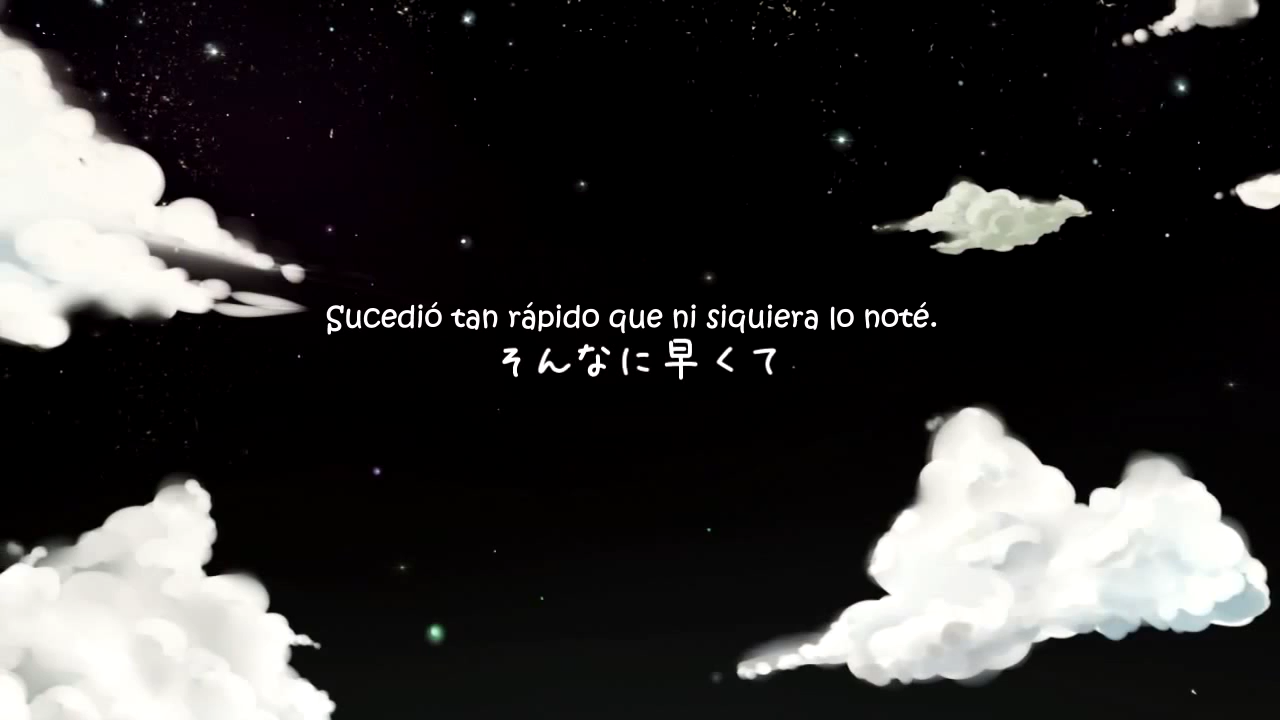 Sucedió tan rápido que ni siquiera lo noté.
そんなに早くて